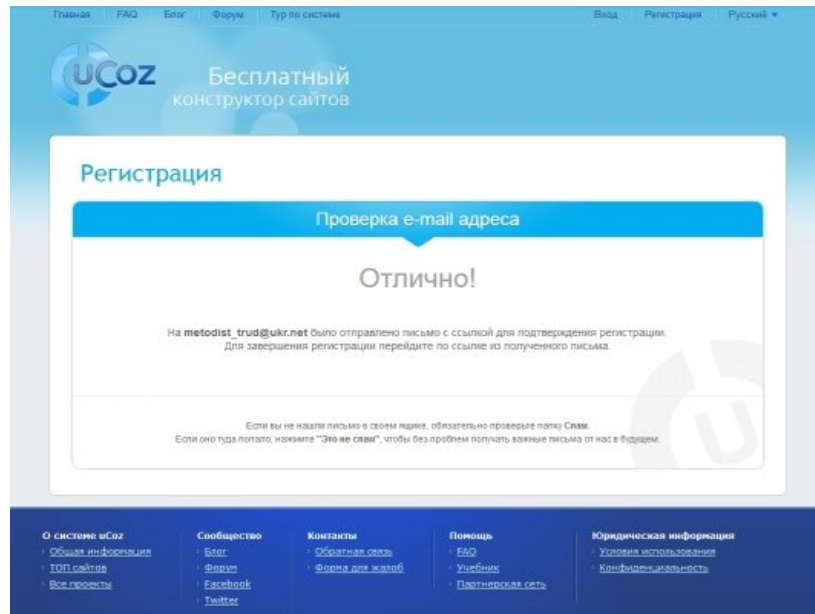 Главная FAQ Блог Форум Тур по системе Вход Регистрация Русский
uCoz
Бесплатный
конструктор сайтов
Регистрация
Проверка e-mail адреса
Отлично!
На metodist_trud@ukr.net было отправлено письмо с ссылкой для подтверждения регистрации.
Для завершения регистрации перейдите по ссылке из полученного письма.
Если вы не нашли письмо в своем ящике, обязательно проверьте папку Спам.
Если оно туда попало, нажмите "Это не спам", чтобы без проблем получать важные письма от нас в будущем.
О системе uCoz Сообщество Контакты Помощь Юридическая информация
Общая информация Блог Обратная связь FAQ Условия использования
ТОП сайтов Форум Форма для жалоб Учебник Конфиденциальность
Все проекты Facebook Партнерская сеть
Twitter